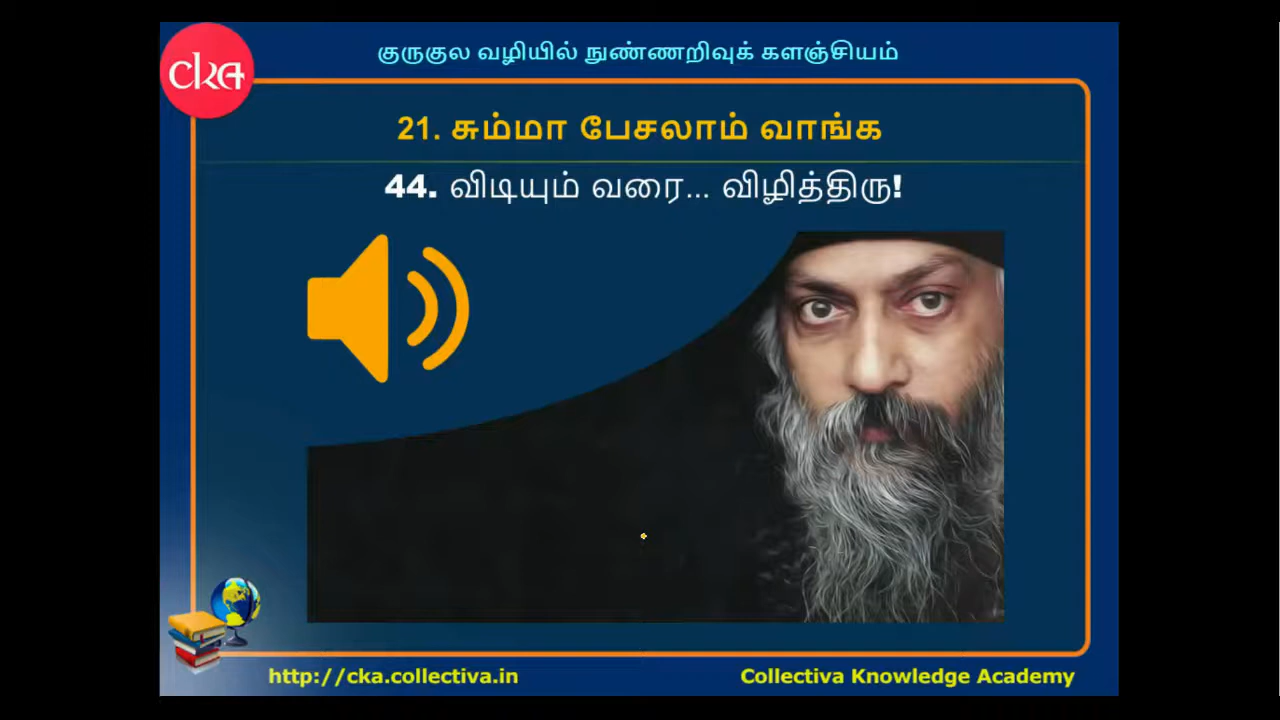 cka
குருகுல வழியில் நுண்ணறிவுக் களஞ்சியம்
21. சும்மா பேசலாம் வாங்க
44. விடியும் வரை... விழித்திரு!
http://cka.collectiva.in
Collectiva Knowledge Academy